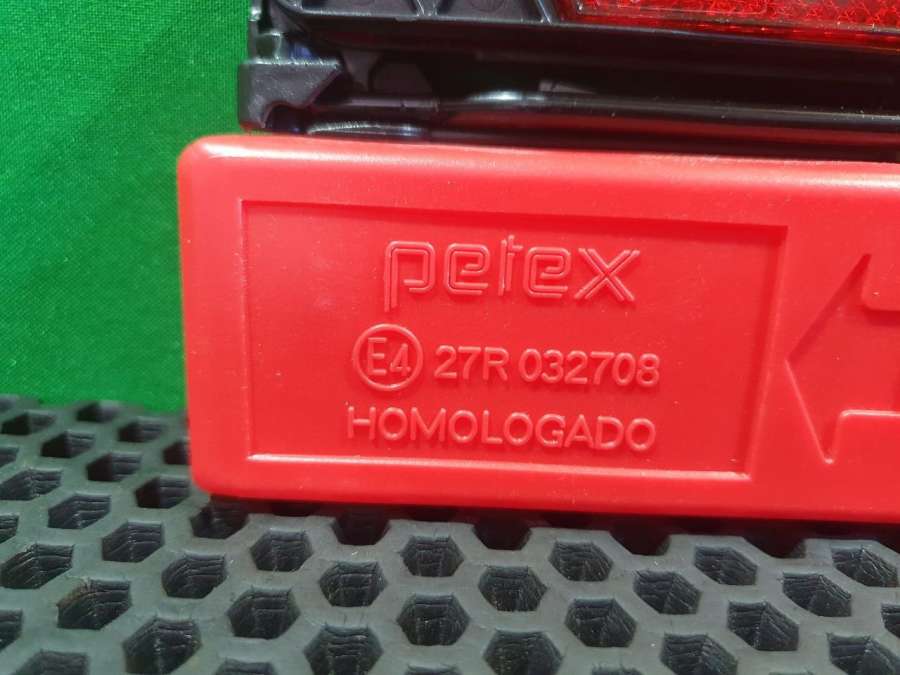 petex
E4 27R 032708
HOMOLOGADO